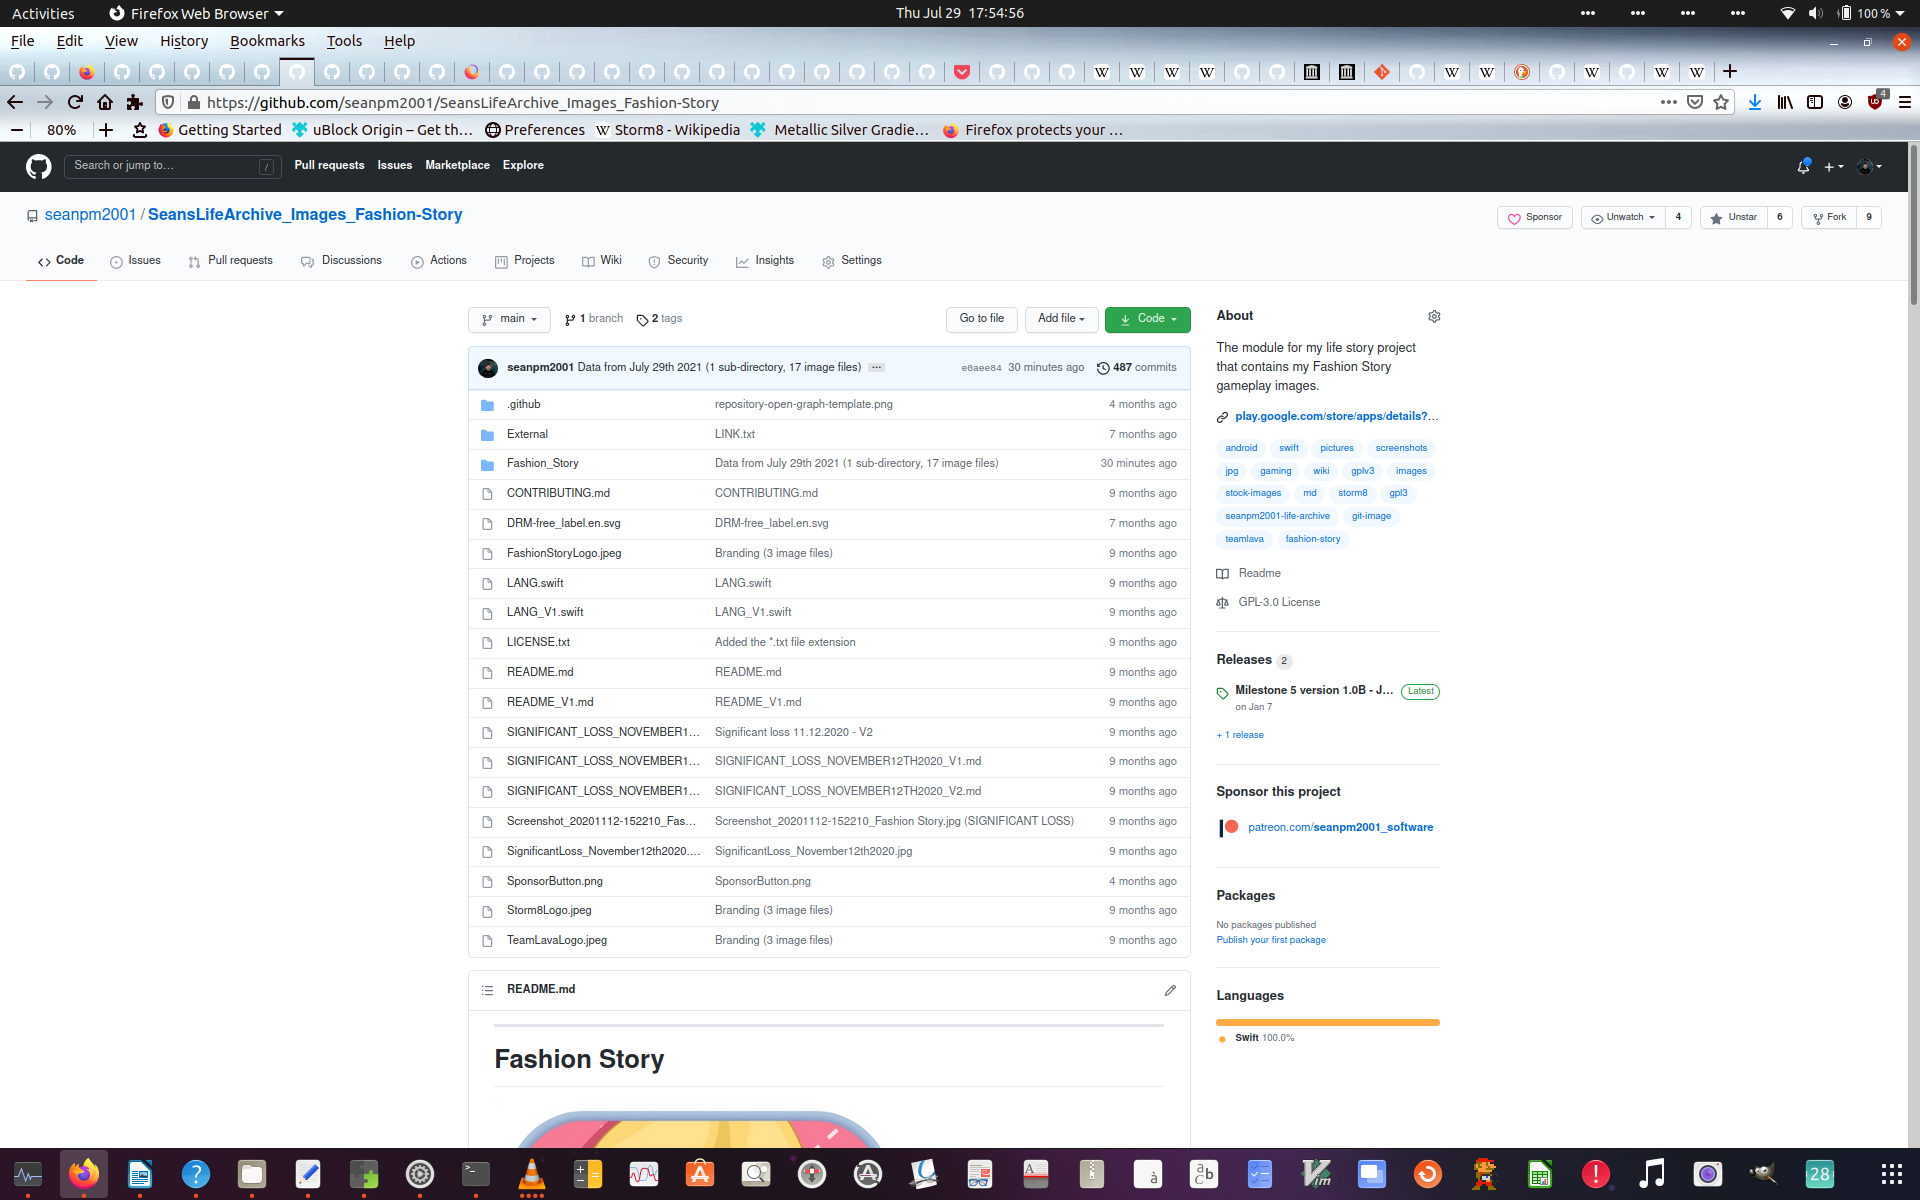 Activities Firefox Web Browser Thu Jul 29 17:54:56 100 %
File Edit View History Bookmarks Tools Help
https://github.com/seanpm2001/SeansLifeArchive_Images_Fashion-Story 4
80% Getting Started uBlock Origin – Get th… Preferences Storm8 - Wikipedia Metallic Silver Gradie… Firefox protects your …
Search or jump to… / Pull requests Issues Marketplace Explore
seanpm2001 / SeansLifeArchive_Images_Fashion-Story Sponsor Unwatch 4 Unstar 6 Fork 9
Code Issues Pull requests Discussions Actions Projects Wiki Security Insights Settings
main 1 branch 2 tags Go to file Add file Code
seanpm2001 Data from July 29th 2021 (1 sub-directory, 17 image files) e0aee84 30 minutes ago 487 commits
.github repository-open-graph-template.png 4 months ago
External LINK.txt 7 months ago
Fashion_Story Data from July 29th 2021 (1 sub-directory, 17 image files) 30 minutes ago
CONTRIBUTING.md CONTRIBUTING.md 9 months ago
DRM-free_label.en.svg DRM-free_label.en.svg 7 months ago
FashionStoryLogo.jpeg Branding (3 image files) 9 months ago
LANG.swift LANG.swift 9 months ago
LANG_V1.swift LANG_V1.swift 9 months ago
LICENSE.txt Added the *.txt file extension 9 months ago
README.md README.md 9 months ago
README_V1.md README_V1.md 9 months ago
SIGNIFICANT_LOSS_NOVEMBER1… Significant loss 11.12.2020 - V2 9 months ago
SIGNIFICANT_LOSS_NOVEMBER1… SIGNIFICANT_LOSS_NOVEMBER12TH2020_V1.md 9 months ago
SIGNIFICANT_LOSS_NOVEMBER1… SIGNIFICANT_LOSS_NOVEMBER12TH2020_V2.md 9 months ago
Screenshot_20201112-152210_Fas… Screenshot_20201112-152210_Fashion Story.jpg (SIGNIFICANT LOSS) 9 months ago
SignificantLoss_November12th2020.… SignificantLoss_November12th2020.jpg 9 months ago
SponsorButton.png SponsorButton.png 4 months ago
Storm8Logo.jpeg Branding (3 image files) 9 months ago
TeamLavaLogo.jpeg Branding (3 image files) 9 months ago
README.md
Fashion Story
About
The module for my life story project
that contains my Fashion Story
gameplay images.
play.google.com/store/apps/details?…
android swift pictures screenshots
jpg gaming wiki gplv3 images
stock-images md storm8 gpl3
seanpm2001-life-archive git-image
teamlava fashion-story
Readme
GPL-3.0 License
Releases 2
Milestone 5 version 1.0B - J… Latest
on Jan 7
+ 1 release
Sponsor this project
patreon.com/seanpm2001_software
Packages
No packages published
Publish your first package
Languages
Swift 100.0%
28